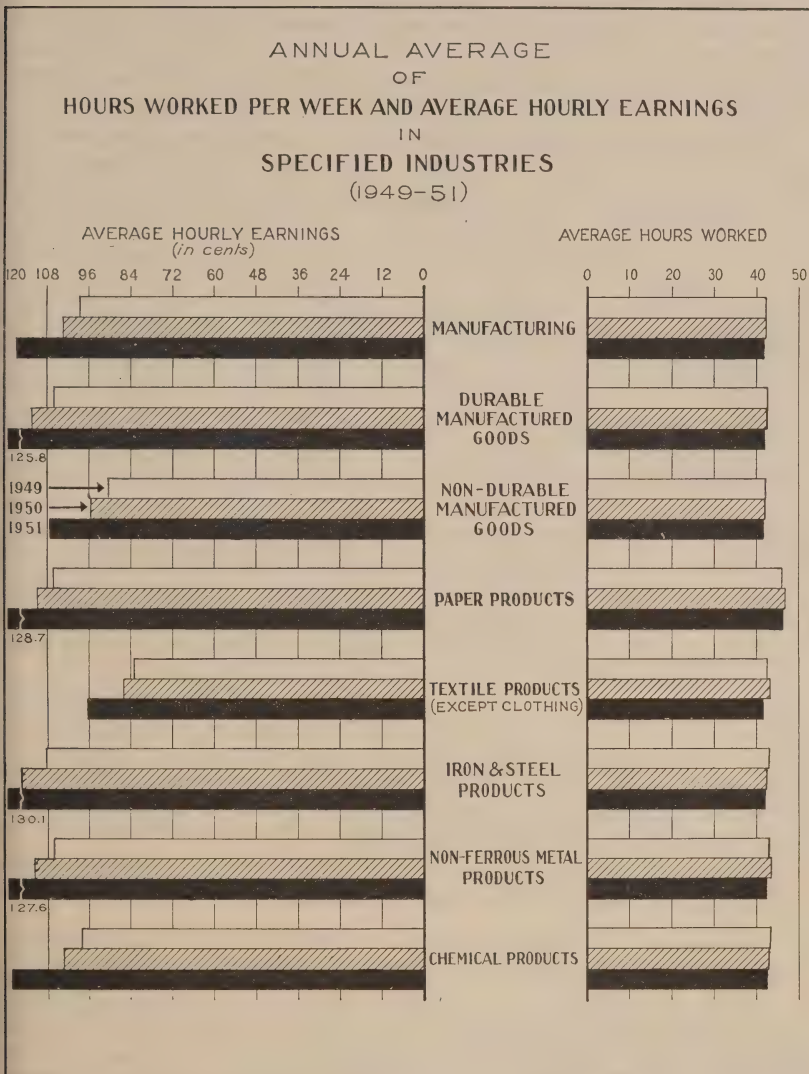 ANNUAL AVERAGE
OF
HOURS WORKED PER WEEK AND AVERAGE HOURLY EARNINGS
IN
SPECIFIED INDUSTRIES
(1949-51)
AVERAGE HOURLY EARNINGS
(in cents)
120 108 96 84 72 60 48 36 24 12 0
AVERAGE HOURS WORKED
0 10 20 30 40 50
MANUFACTURING
DURABLE
MANUFACTURED
GOODS
125.8
1949
1950
1951
NON-DURABLE
MANUFACTURED
GOODS
PAPER PRODUCTS
128.7
TEXTILE PRODUCTS
(EXCEPT CLOTHING)
IRON & STEEL
PRODUCTS
130.1
NON-FERROUS METAL
PRODUCTS
127.6
CHEMICAL PRODUCTS